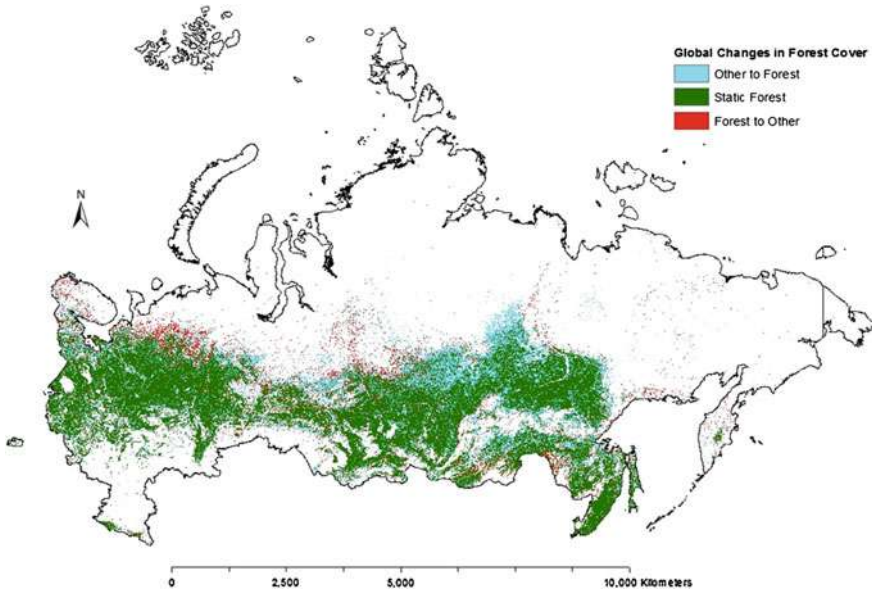 Global Changes in Forest Cover
Other to Forest
Static Forest
Forest to Other
N
0 2,500 5,000 10,000 Kilometers